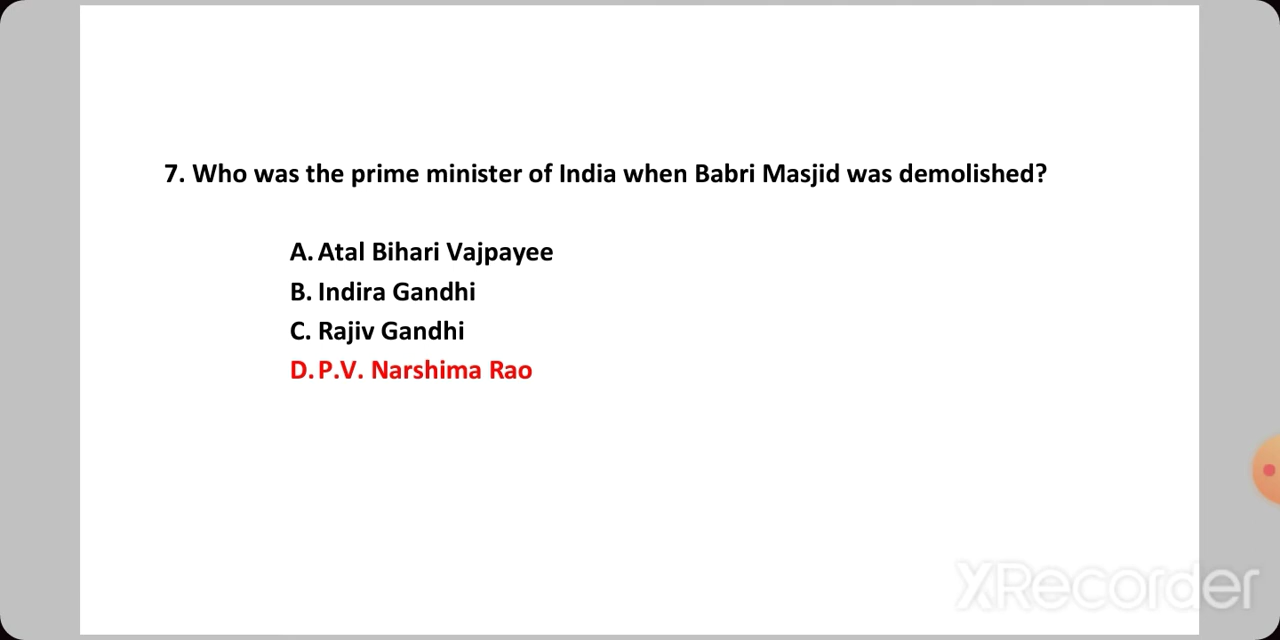 7. Who was the prime minister of India when Babri Masjid was demolished?
A. Atal Bihari Vajpayee
B. Indira Gandhi
C. Rajiv Gandhi
D. P.V. Narshima Rao
XRecorder